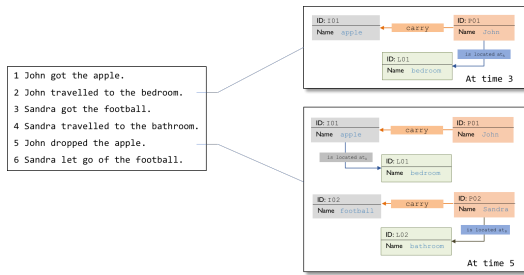 1 John got the apple.
2 John travelled to the bedroom.
3 Sandra got the football.
4 Sandra travelled to the bathroom.
5 John dropped the apple.
6 Sandra let go of the football.
ID: I01
Name apple
carry
ID: P01
Name John
is located at,
ID: L01
Name bedroom
At time 3
ID: I01
Name apple
carry
ID: P01
Name John
is located at,
ID: L01
Name bedroom
ID: I02
Name football
carry
ID: P02
Name Sandra
is located at,
ID: L02
Name bathroom
At time 5